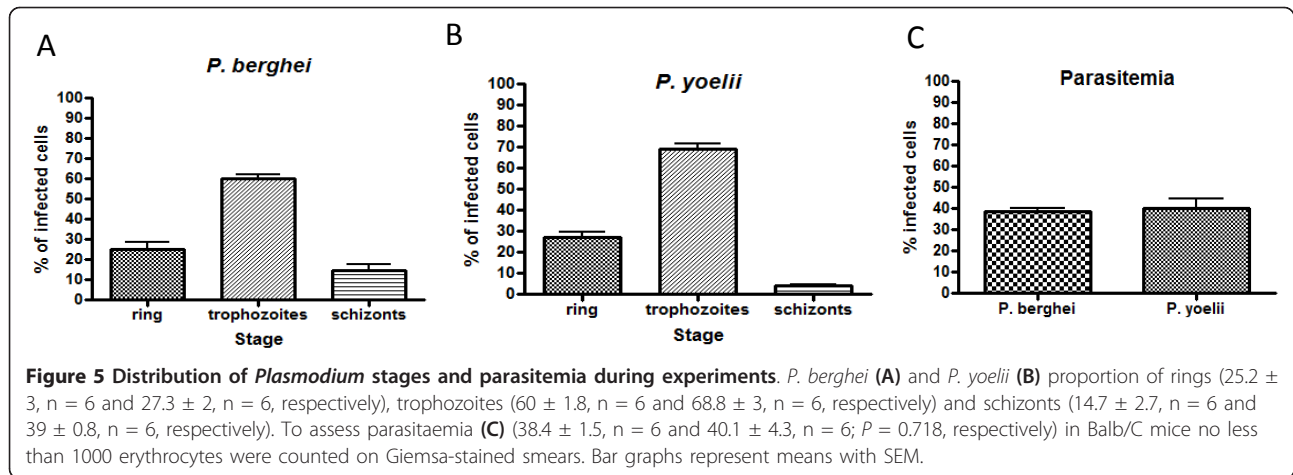 A
P. berghei
% of infected cells
100
90
80
70
60
50
40
30
20
10
0
ring trophozoites schizonts
Stage
B
P. yoelii
% of infected cells
100
90
80
70
60
50
40
30
20
10
0
ring trophozoites schizonts
Stage
C
Parasitemia
% infected cells
100
90
80
70
60
50
40
30
20
10
0
P. berghei P. yoelii
Figure 5 Distribution of Plasmodium stages and parasitemia during experiments. P. berghei (A) and P. yoelii (B) proportion of rings (25.2 ±
3, n = 6 and 27.3 ± 2, n = 6, respectively), trophozoites (60 ± 1.8, n = 6 and 68.8 ± 3, n = 6, respectively) and schizonts (14.7 ± 2.7, n = 6 and
39 ± 0.8, n = 6, respectively). To assess parasitaemia (C) (38.4 ± 1.5, n = 6 and 40.1 ± 4.3, n = 6; P = 0.718, respectively) in Balb/C mice no less
than 1000 erythrocytes were counted on Giemsa-stained smears. Bar graphs represent means with SEM.